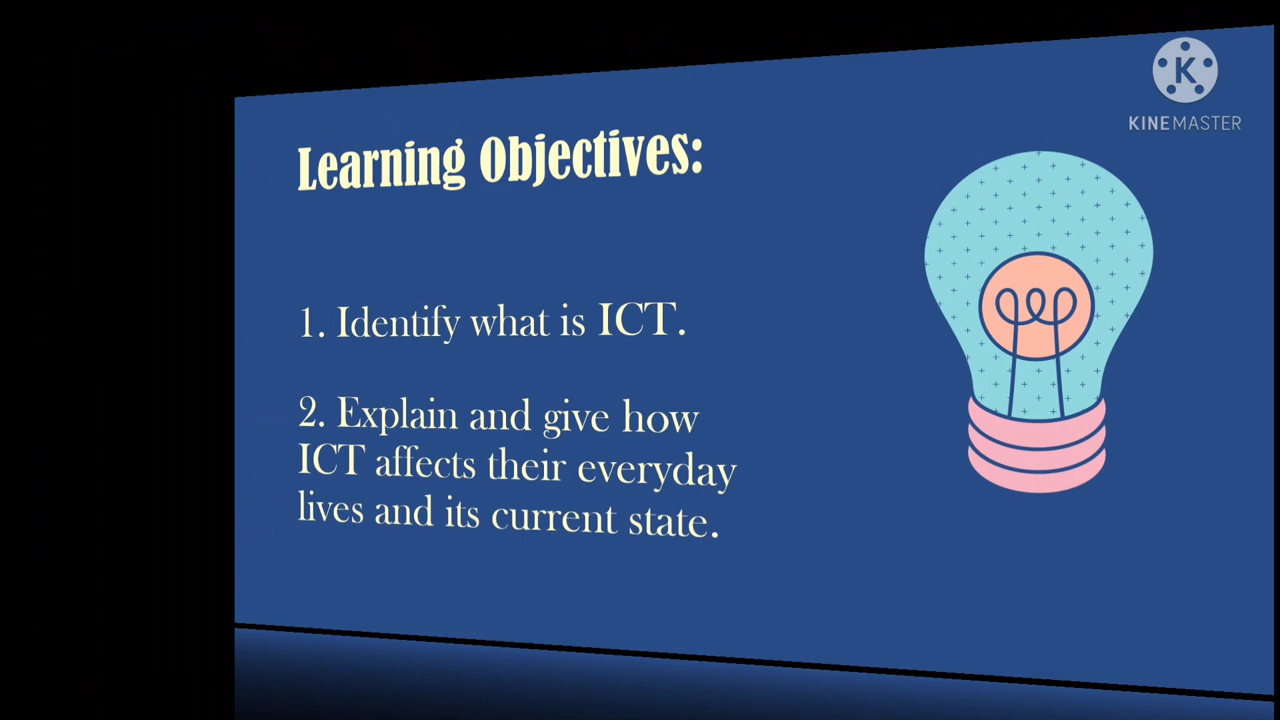 K
KINEMASTER
Learning Objectives:
1. Identify what is ICT.
2. Explain and give how
ICT affects their everyday
lives and its current state.